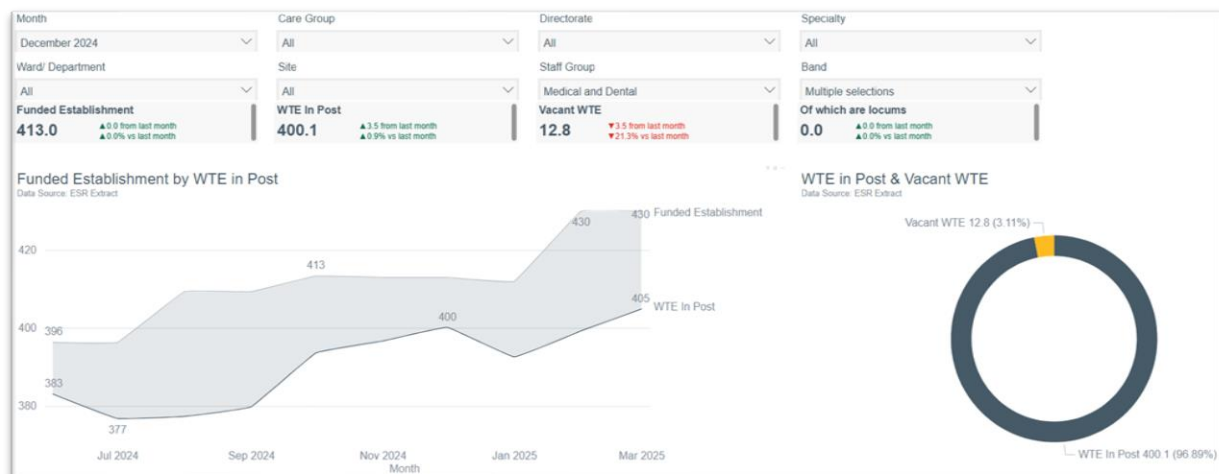 Month
Care Group
Directorate
Specialty
December 2024
All
All
All
Ward/ Department
Site
Staff Group
Band
All
All
Medical and Dental
Multiple selections
Funded Establishment
413.0
▲0.0 from last month
▲0.0% vs last month
WTE In Post
400.1
▲3.5 from last month
▲0.9% vs last month
Vacant WTE
12.8
▼3.5 from last month
▼21.3% vs last month
Of which are locums
0.0
▲0.0 from last month
▲0.0% vs last month
Funded Establishment by WTE in Post
Data Source: ESR Extract
430
430 Funded Establishment
420
413
405
WTE In Post
400
400
396
383
380
377
Jul 2024
Sep 2024
Nov 2024
Jan 2025
Mar 2025
Month
WTE in Post & Vacant WTE
Data Source: ESR Extract
Vacant WTE 12.8 (3.11%)
WTE In Post 400.1 (96.89%)